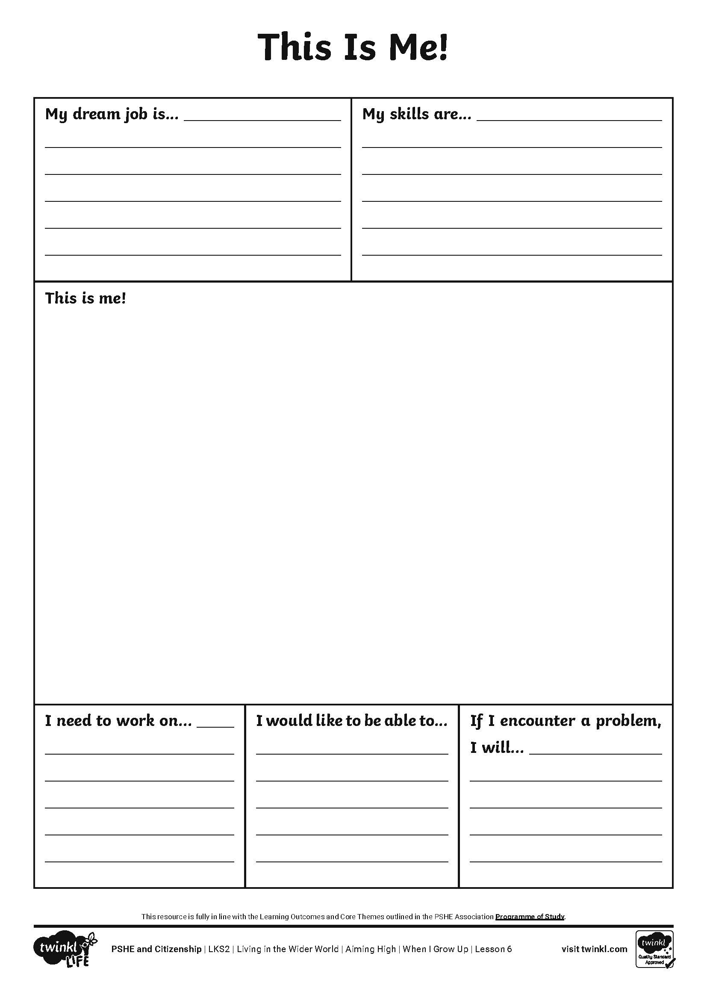 This Is Me!
My dream job is...
My skills are...
This is me!
I need to work on...
I would like to be able to...
If I encounter a problem,
I will...
This resource is fully in line with the Learning Outcomes and Core Themes outlined in the PSHE Association Programme of Study.
twinkl
LIFE
PSHE and Citizenship | LKS2 | Living in the Wider World | Aiming High | When I Grow Up | Lesson 6
visit twinkl.com
twinkl
Quality Standard
Approved